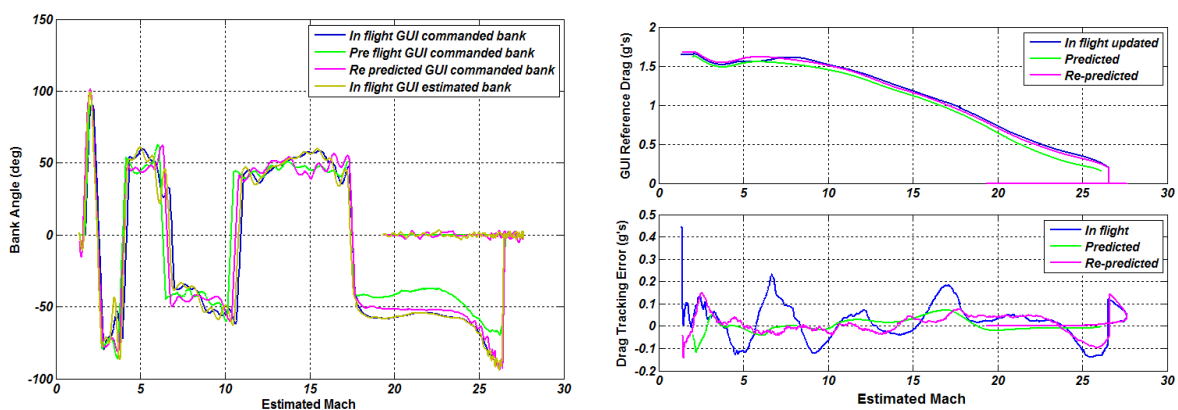 150
100
50
0
-50
-100
0
5
10
15
20
25
30
Bank Angle (deg)
Estimated Mach
In flight GUI commanded bank
Pre flight GUI commanded bank
Re predicted GUI commanded bank
In flight GUI estimated bank
2
1.5
1
0.5
0
0
5
10
15
20
25
30
GUI Reference Drag (g's)
In flight updated
Predicted
Re-predicted
0.5
0.4
0.3
0.2
0.1
0
-0.1
-0.2
0
5
10
15
20
25
30
Drag Tracking Error (g's)
Estimated Mach
In flight
Predicted
Re-predicted